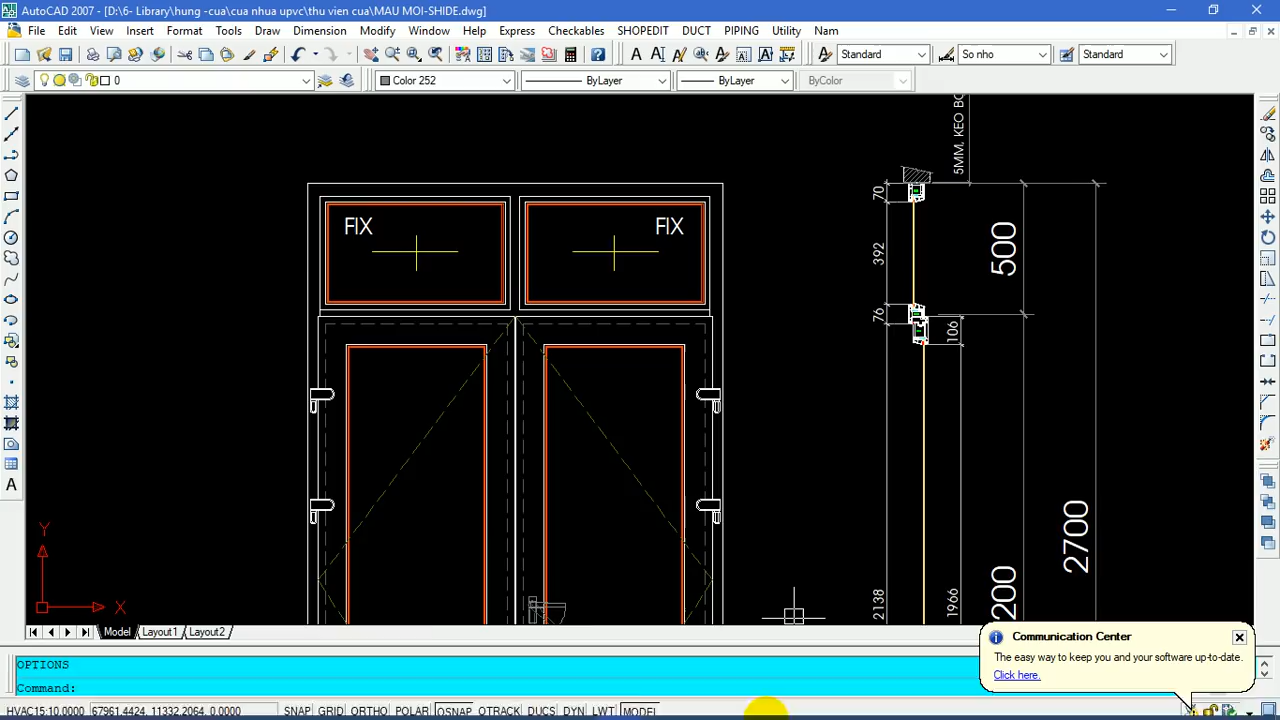 AutoCAD 2007 - [D:\6- Library\hung -cua\cua nhua upvc\thu vien cua\MAU MOI-SHIDE.dwg]
File Edit View Insert Format Tools Draw Dimension Modify Window Help Express Checkables SHOPEDIT DUCT PIPING Utility Nam
Standard So nho Standard
0 Color 252 ByLayer ByLayer ByColor
5MM, KEO
70
500
FIX FIX
392
76
106
2700
2138
1966
200
Y
X
Model Layout1 Layout2
Communication Center
The easy way to keep you and your software up-to-date.
Click here.
OPTIONS
Command:
HVAC15:10.0000 67961.4424, 11332.2064, 0.0000 SNAP GRID ORTHO POLAR OSNAP OTRACK DUCS DYN LWT MODEL